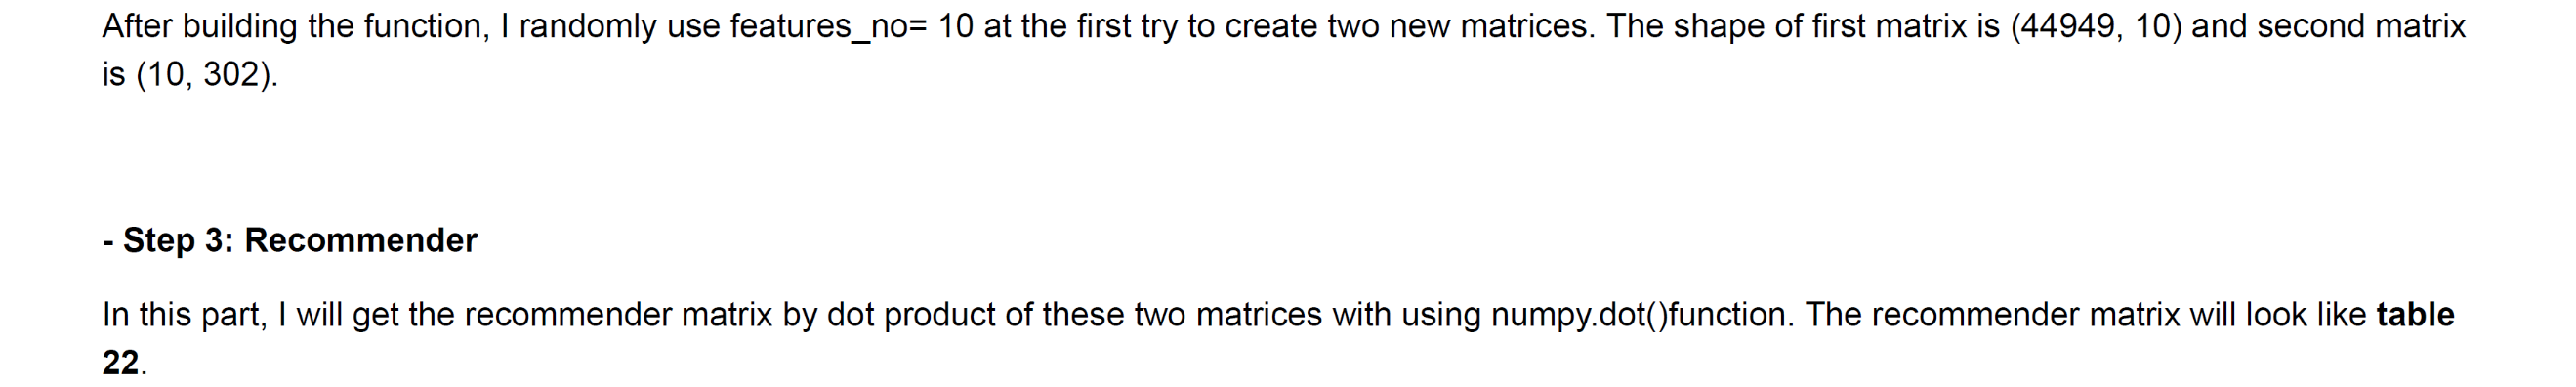 After building the function, I randomly use features_no= 10 at the first try to create two new matrices. The shape of first matrix is (44949, 10) and second matrix
is (10, 302).
- Step 3: Recommender
In this part, I will get the recommender matrix by dot product of these two matrices with using numpy.dot()function. The recommender matrix will look like table
22.